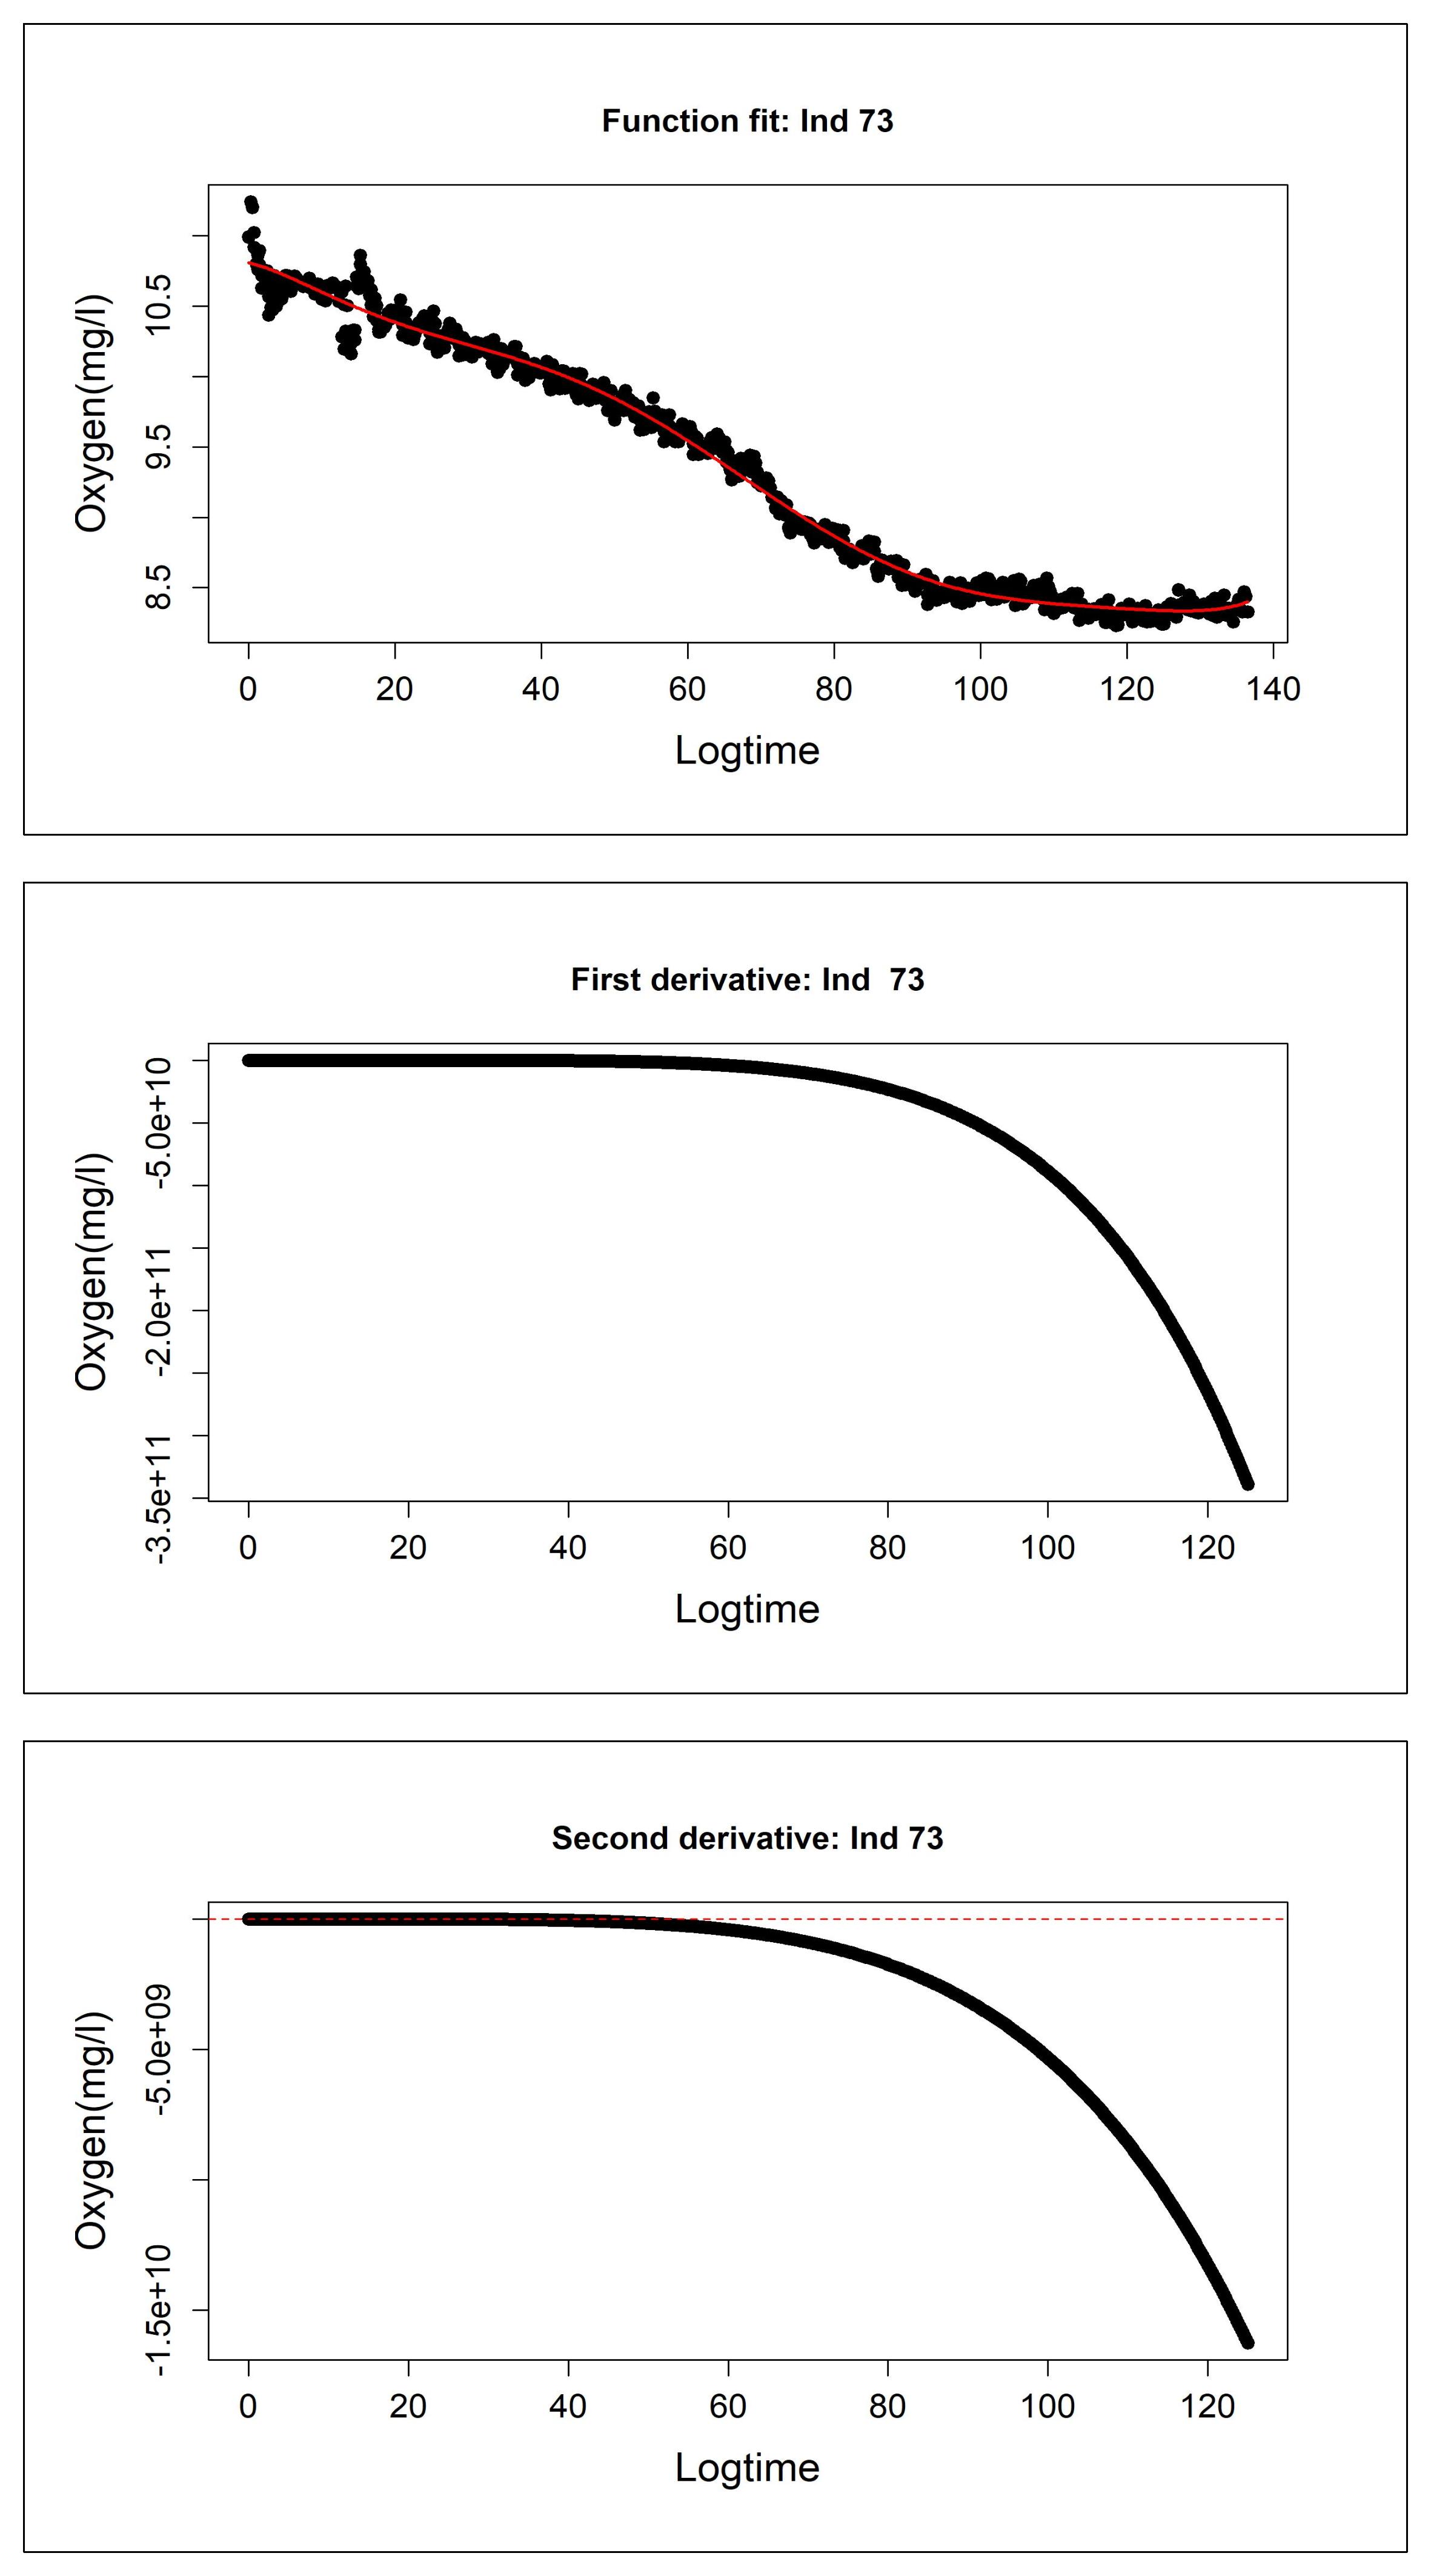 Function fit: Ind 73
Oxygen(mg/l)
10.5
9.5
8.5
0 20 40 60 80 100 120 140
Logtime
First derivative: Ind  73
Oxygen(mg/l)
-5.0e+10
-2.0e+11
-3.5e+11
0 20 40 60 80 100 120
Logtime
Second derivative: Ind 73
Oxygen(mg/l)
-5.0e+09
-1.5e+10
0 20 40 60 80 100 120
Logtime